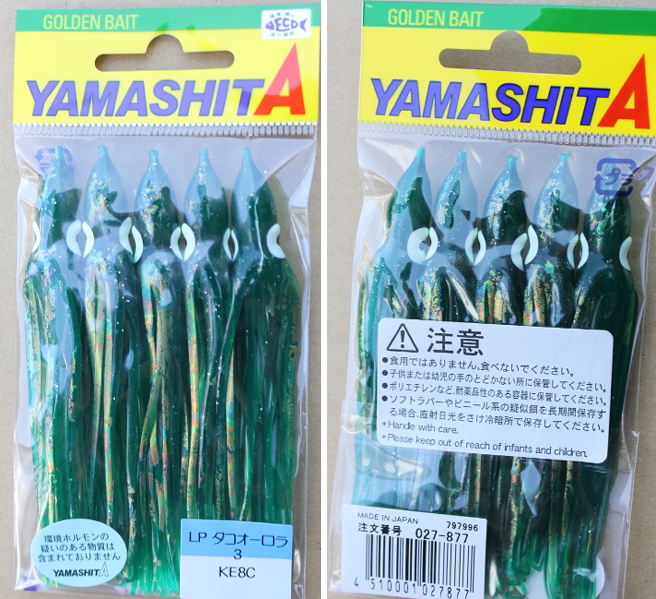 GOLDEN BAIT
ECO
YAMASHITA
環境ホルモンの
疑いのある物質は
含まれておりません
YAMASHITA
LP タコオーロラ
3
KE8C
GOLDEN BAIT
YAMASHITA
注意
●食用ではありません。食べないでください。
●子供または幼児の手のとどかない所に保管してください。
●ポリエチレンなど、耐薬品性のある容器に保管してください。
●ソフトラバーやビニール系の疑似餌を長期間保存す
る場合、直射日光をさけ冷暗所で保存してください。
*Handle with care.
*Please keep out of reach of infants and children.
MADE IN JAPAN
797996
注文番号 027-877
4 510001 027877